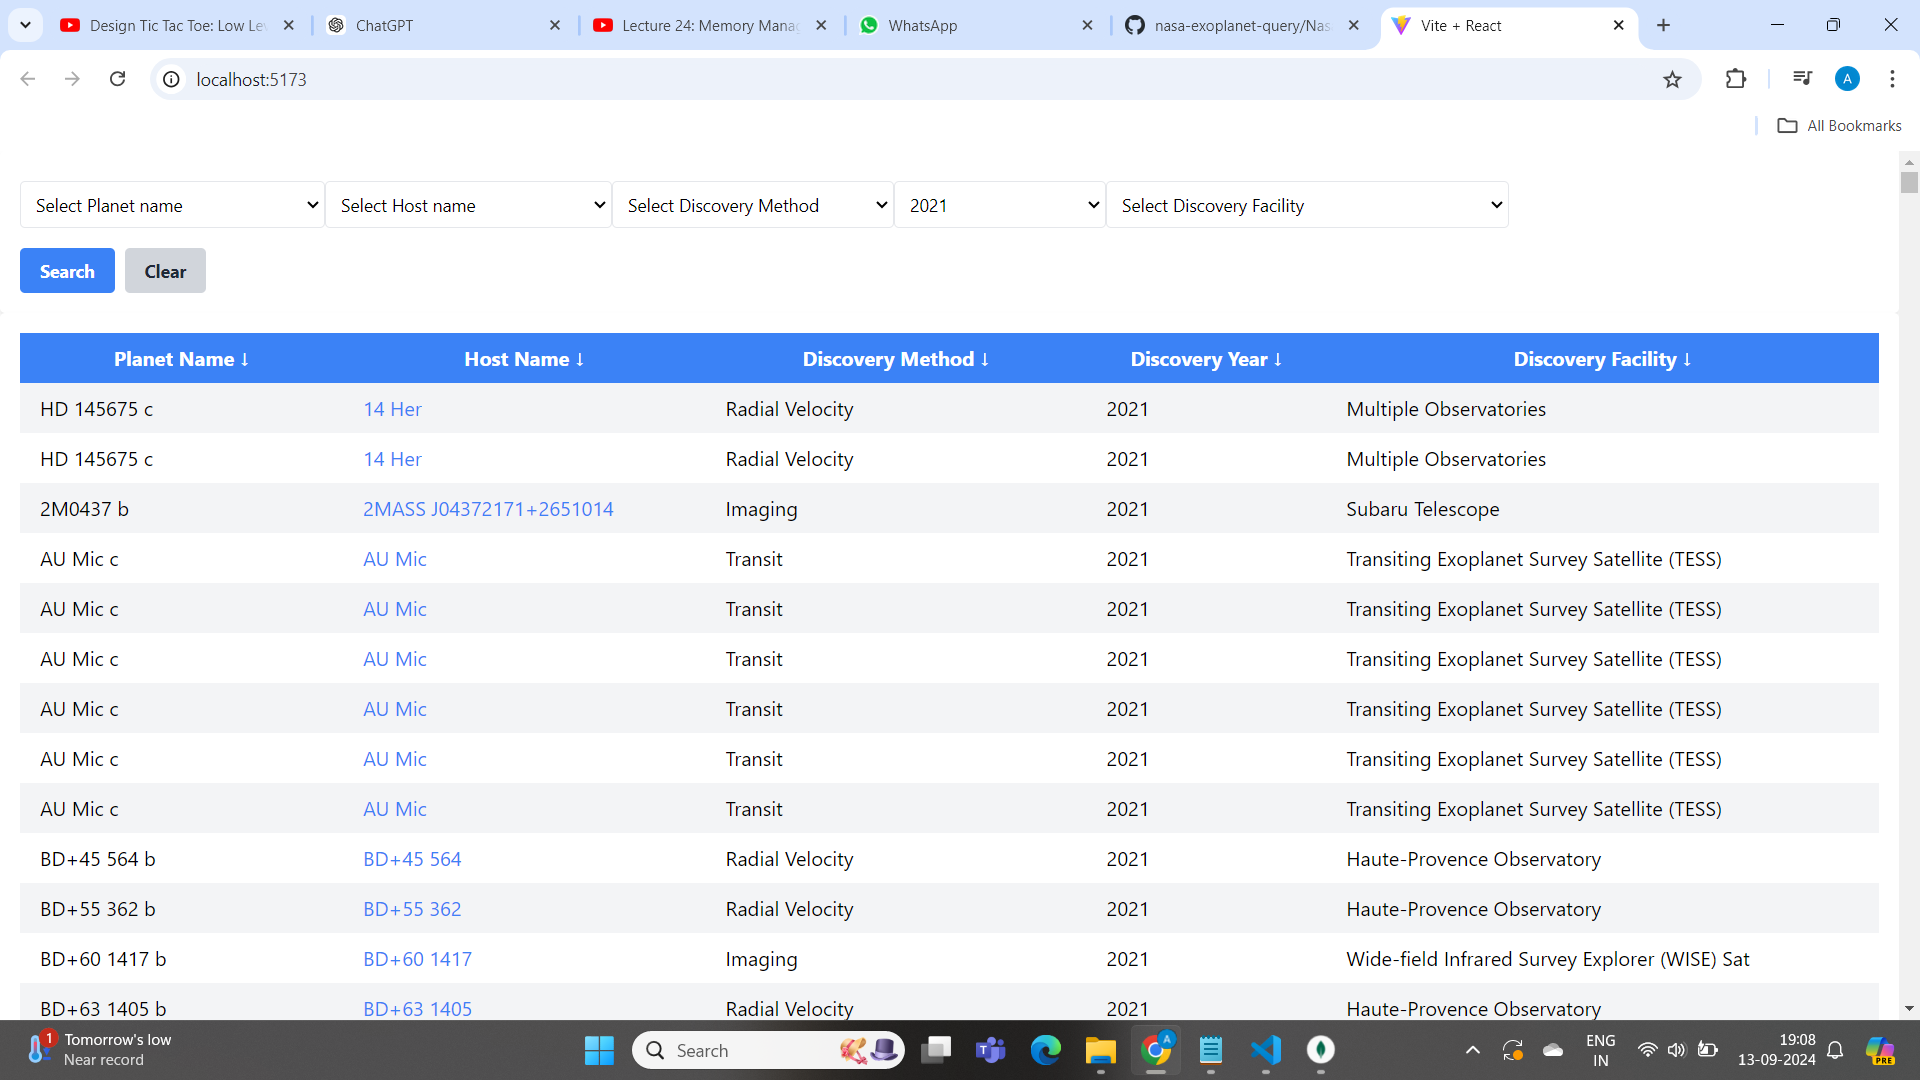 Design Tic Tac Toe: Low Lev
ChatGPT
Lecture 24: Memory Manag
WhatsApp
nasa-exoplanet-query/Nas
Vite + React
localhost:5173
A
All Bookmarks
Select Planet name
Select Host name
Select Discovery Method
2021
Select Discovery Facility
Search
Clear
Planet Name ↓ Host Name ↓ Discovery Method ↓ Discovery Year ↓ Discovery Facility ↓
HD 145675 c 14 Her Radial Velocity 2021 Multiple Observatories
HD 145675 c 14 Her Radial Velocity 2021 Multiple Observatories
2M0437 b 2MASS J04372171+2651014 Imaging 2021 Subaru Telescope
AU Mic c AU Mic Transit 2021 Transiting Exoplanet Survey Satellite (TESS)
AU Mic c AU Mic Transit 2021 Transiting Exoplanet Survey Satellite (TESS)
AU Mic c AU Mic Transit 2021 Transiting Exoplanet Survey Satellite (TESS)
AU Mic c AU Mic Transit 2021 Transiting Exoplanet Survey Satellite (TESS)
AU Mic c AU Mic Transit 2021 Transiting Exoplanet Survey Satellite (TESS)
AU Mic c AU Mic Transit 2021 Transiting Exoplanet Survey Satellite (TESS)
BD+45 564 b BD+45 564 Radial Velocity 2021 Haute-Provence Observatory
BD+55 362 b BD+55 362 Radial Velocity 2021 Haute-Provence Observatory
BD+60 1417 b BD+60 1417 Imaging 2021 Wide-field Infrared Survey Explorer (WISE) Sat
BD+63 1405 b BD+63 1405 Radial Velocity 2021 Haute-Provence Observatory
1
Tomorrow's low
Near record
Search
A
ENG
IN
19:08
13-09-2024
PRE